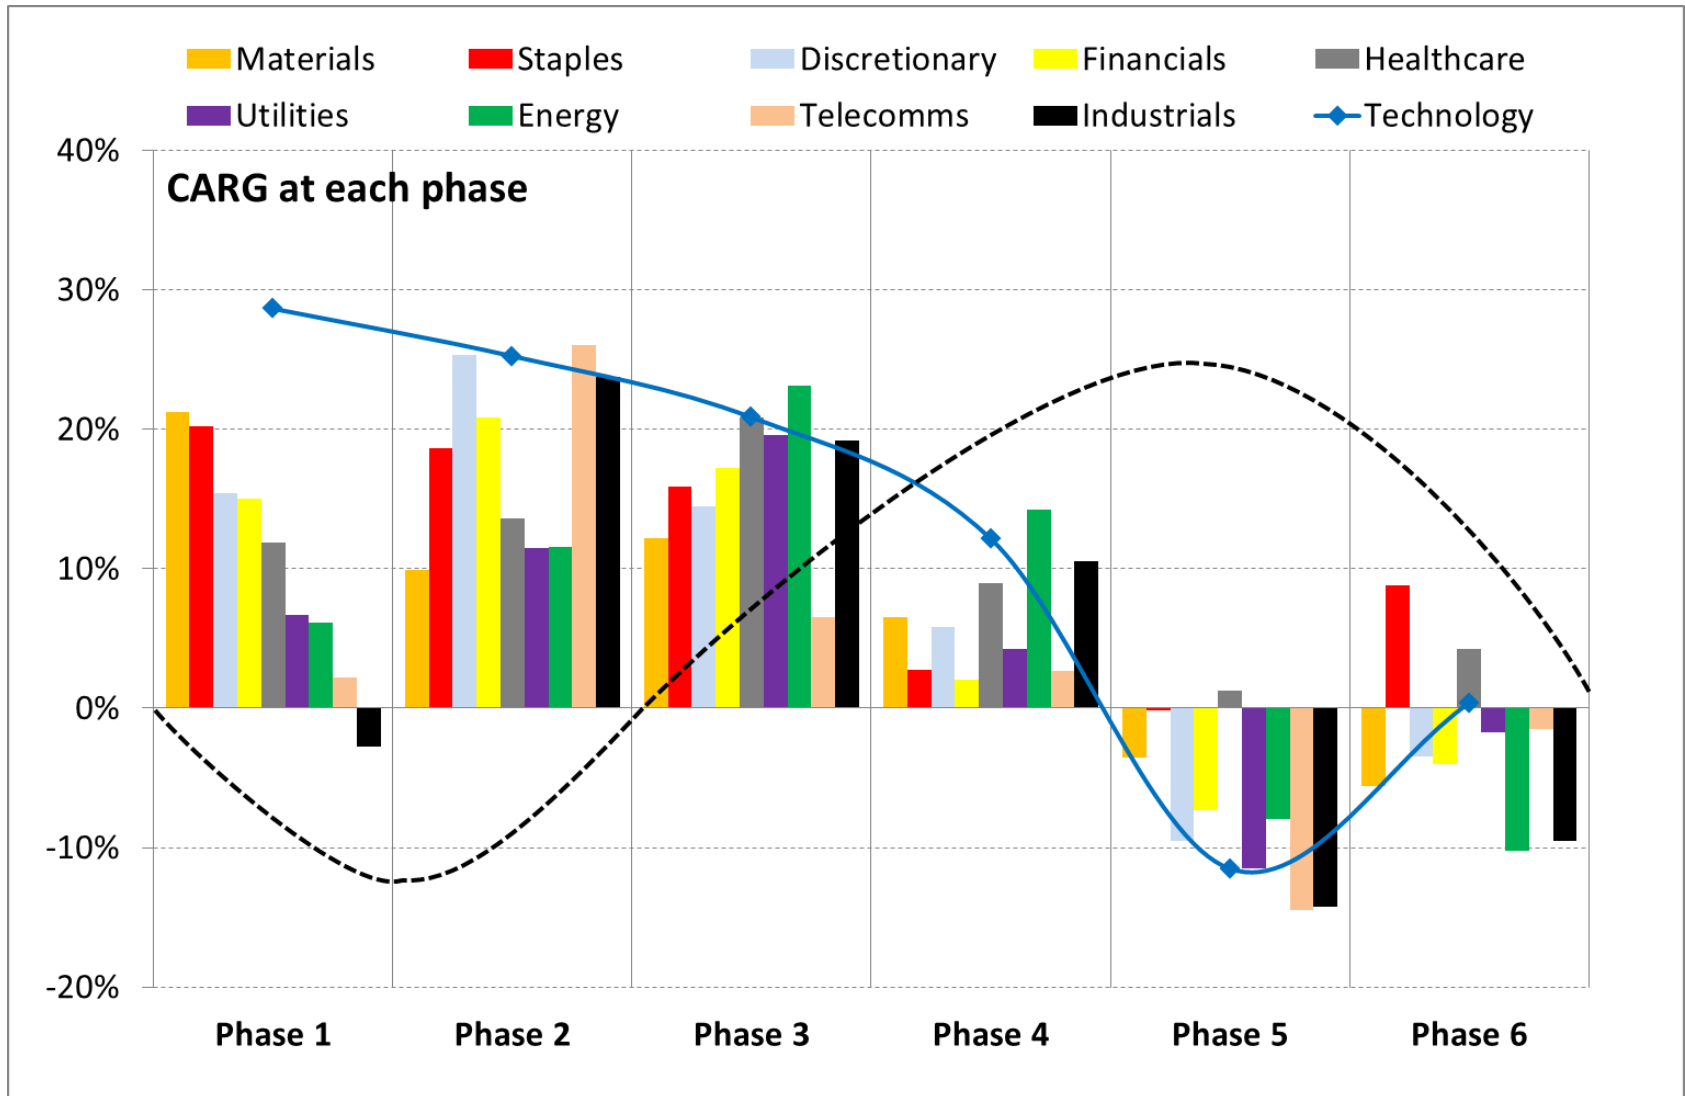 Materials Staples Discretionary Financials Healthcare
Utilities Energy Telecomms Industrials Technology
40%
CARG at each phase
30%
20%
10%
0%
-10%
-20%
Phase 1 Phase 2 Phase 3 Phase 4 Phase 5 Phase 6